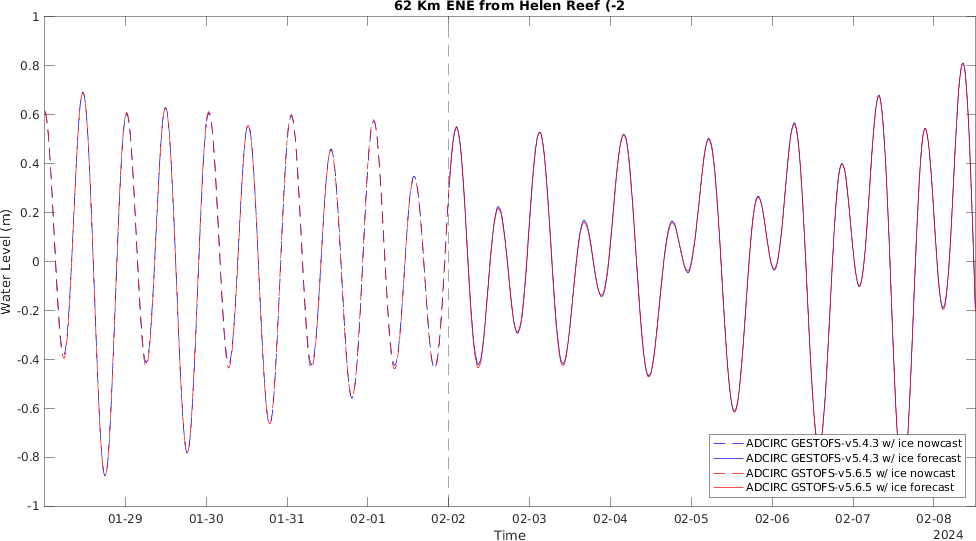 62 Km ENE from Helen Reef (-2
1
0.8
0.6
0.4
0.2
0
-0.2
-0.4
-0.6
-0.8
-1
Water Level (m)
ADCIRC GESTOFS-v5.4.3 w/ ice nowcast
ADCIRC GESTOFS-v5.4.3 w/ ice forecast
ADCIRC GSTOFS-v5.6.5 w/ ice nowcast
ADCIRC GSTOFS-v5.6.5 w/ ice forecast
01-29 01-30 01-31 02-01 02-02 02-03 02-04 02-05 02-06 02-07 02-08
Time
2024